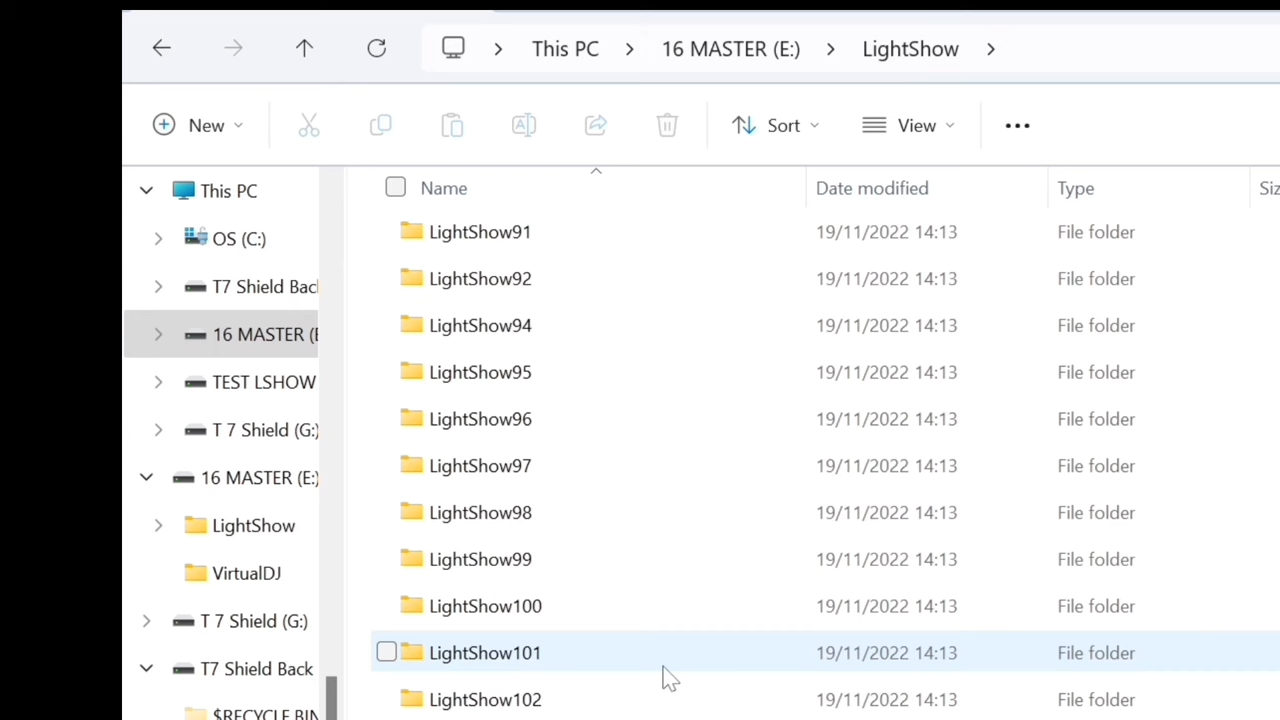 This PC > 16 MASTER (E:) > LightShow >
New Sort View
Name Date modified Type Siz
This PC
OS (C:)
T7 Shield Back
16 MASTER (E
TEST LSHOW
T 7 Shield (G:)
16 MASTER (E:)
LightShow
VirtualDJ
T 7 Shield (G:)
T7 Shield Back
$RECYCLE.BIN
LightShow91 19/11/2022 14:13 File folder
LightShow92 19/11/2022 14:13 File folder
LightShow94 19/11/2022 14:13 File folder
LightShow95 19/11/2022 14:13 File folder
LightShow96 19/11/2022 14:13 File folder
LightShow97 19/11/2022 14:13 File folder
LightShow98 19/11/2022 14:13 File folder
LightShow99 19/11/2022 14:13 File folder
LightShow100 19/11/2022 14:13 File folder
LightShow101 19/11/2022 14:13 File folder
LightShow102 19/11/2022 14:13 File folder